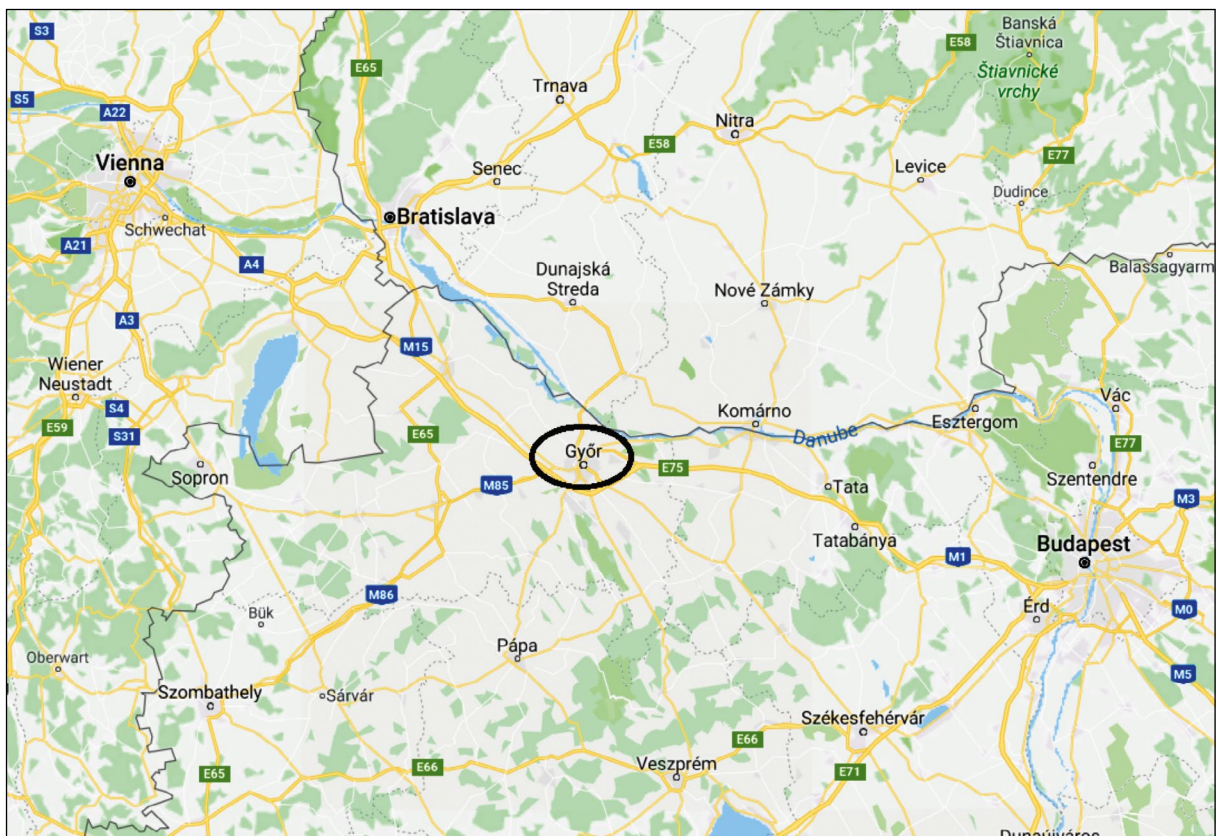 S3
E65
E58
Banská
Štiavnica
Štiavnické
vrchy
S5
A22
Trnava
Nitra
E58
E77
Vienna
Senec
Levice
Dudince
Schwechat
Bratislava
A21
A4
Dunajská
Streda
Nové Zámky
Balassagyarm
A3
M15
Wiener
Neustadt
S4
S31
E59
E65
Komárno
Danube
Esztergom
Vác
E77
Győr
E75
Sopron
M85
Tata
Szentendre
M3
Tatabánya
Budapest
M1
M86
Bük
Érd
M0
Oberwart
Pápa
M5
Szombathely
Sárvár
Székesfehérvár
E66
E65
E66
Veszprém
E71
Dunaújváros